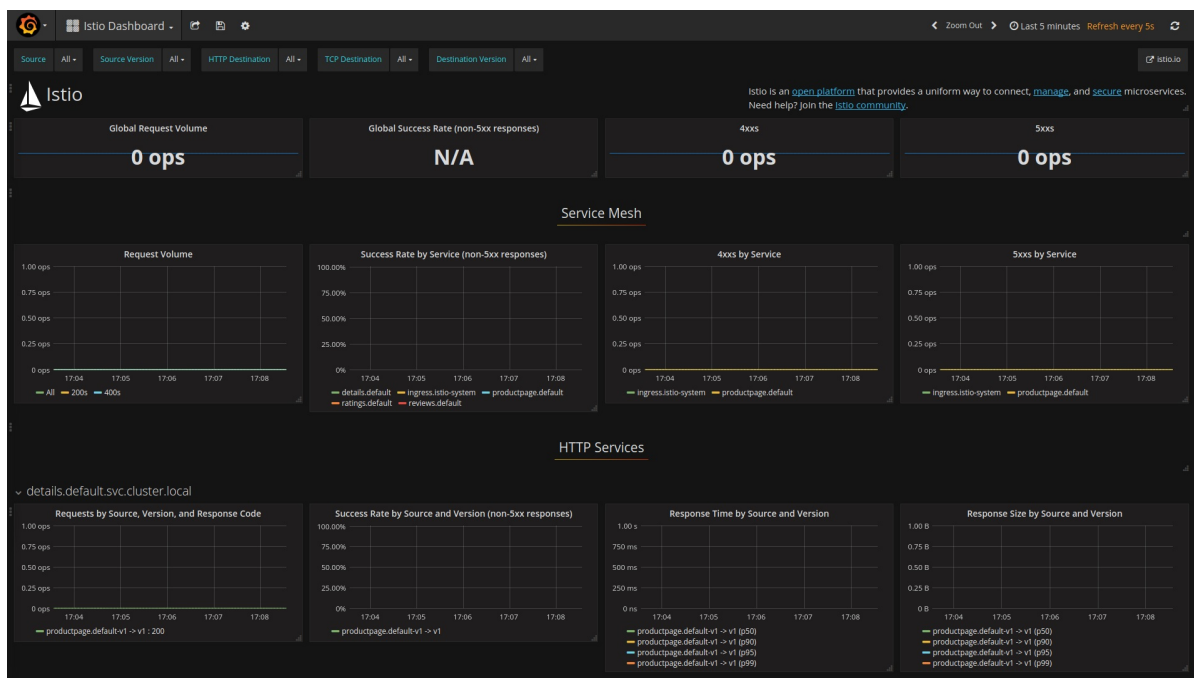 Istio Dashboard
Zoom Out Last 5 minutes Refresh every 5s
Source All Source Version All HTTP Destination All TCP Destination All Destination Version All istio.io
Istio
Istio is an open platform that provides a uniform way to connect, manage, and secure microservices.
Need help? Join the Istio community.
Global Request Volume
0 ops
Global Success Rate (non-5xx responses)
N/A
4xxs
0 ops
5xxs
0 ops
Service Mesh
Request Volume
1.00 ops
0.75 ops
0.50 ops
0.25 ops
0 ops
17:04 17:05 17:06 17:07 17:08
All 200s 400s
Success Rate by Service (non-5xx responses)
100.00%
75.00%
50.00%
25.00%
0%
17:04 17:05 17:06 17:07 17:08
details.default ingress.istio-system productpage.default
ratings.default reviews.default
4xxs by Service
1.00 ops
0.75 ops
0.50 ops
0.25 ops
0 ops
17:04 17:05 17:06 17:07 17:08
ingress.istio-system productpage.default
5xxs by Service
1.00 ops
0.75 ops
0.50 ops
0.25 ops
0 ops
17:04 17:05 17:06 17:07 17:08
ingress.istio-system productpage.default
HTTP Services
details.default.svc.cluster.local
Requests by Source, Version, and Response Code
1.00 ops
0.75 ops
0.50 ops
0.25 ops
0 ops
17:04 17:05 17:06 17:07 17:08
productpage.default-v1 -> v1 : 200
Success Rate by Source and Version (non-5xx responses)
100.00%
75.00%
50.00%
25.00%
0%
17:04 17:05 17:06 17:07 17:08
productpage.default-v1 -> v1
Response Time by Source and Version
1.00 s
750 ms
500 ms
250 ms
0 ns
17:04 17:05 17:06 17:07 17:08
productpage.default-v1 -> v1 (p50)
productpage.default-v1 -> v1 (p90)
productpage.default-v1 -> v1 (p95)
productpage.default-v1 -> v1 (p99)
Response Size by Source and Version
1.00 B
0.75 B
0.50 B
0.25 B
0 B
17:04 17:05 17:06 17:07 17:08
productpage.default-v1 -> v1 (p50)
productpage.default-v1 -> v1 (p90)
productpage.default-v1 -> v1 (p95)
productpage.default-v1 -> v1 (p99)